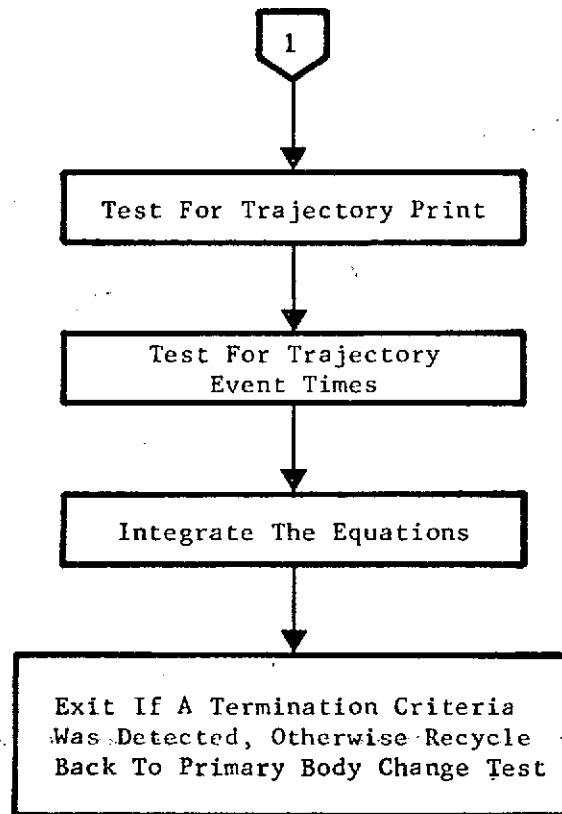 1
Test For Trajectory Print
Test For Trajectory
Event Times
Integrate The Equations
Exit If A Termination Criteria
Was Detected, Otherwise Recycle
Back To Primary Body Change Test